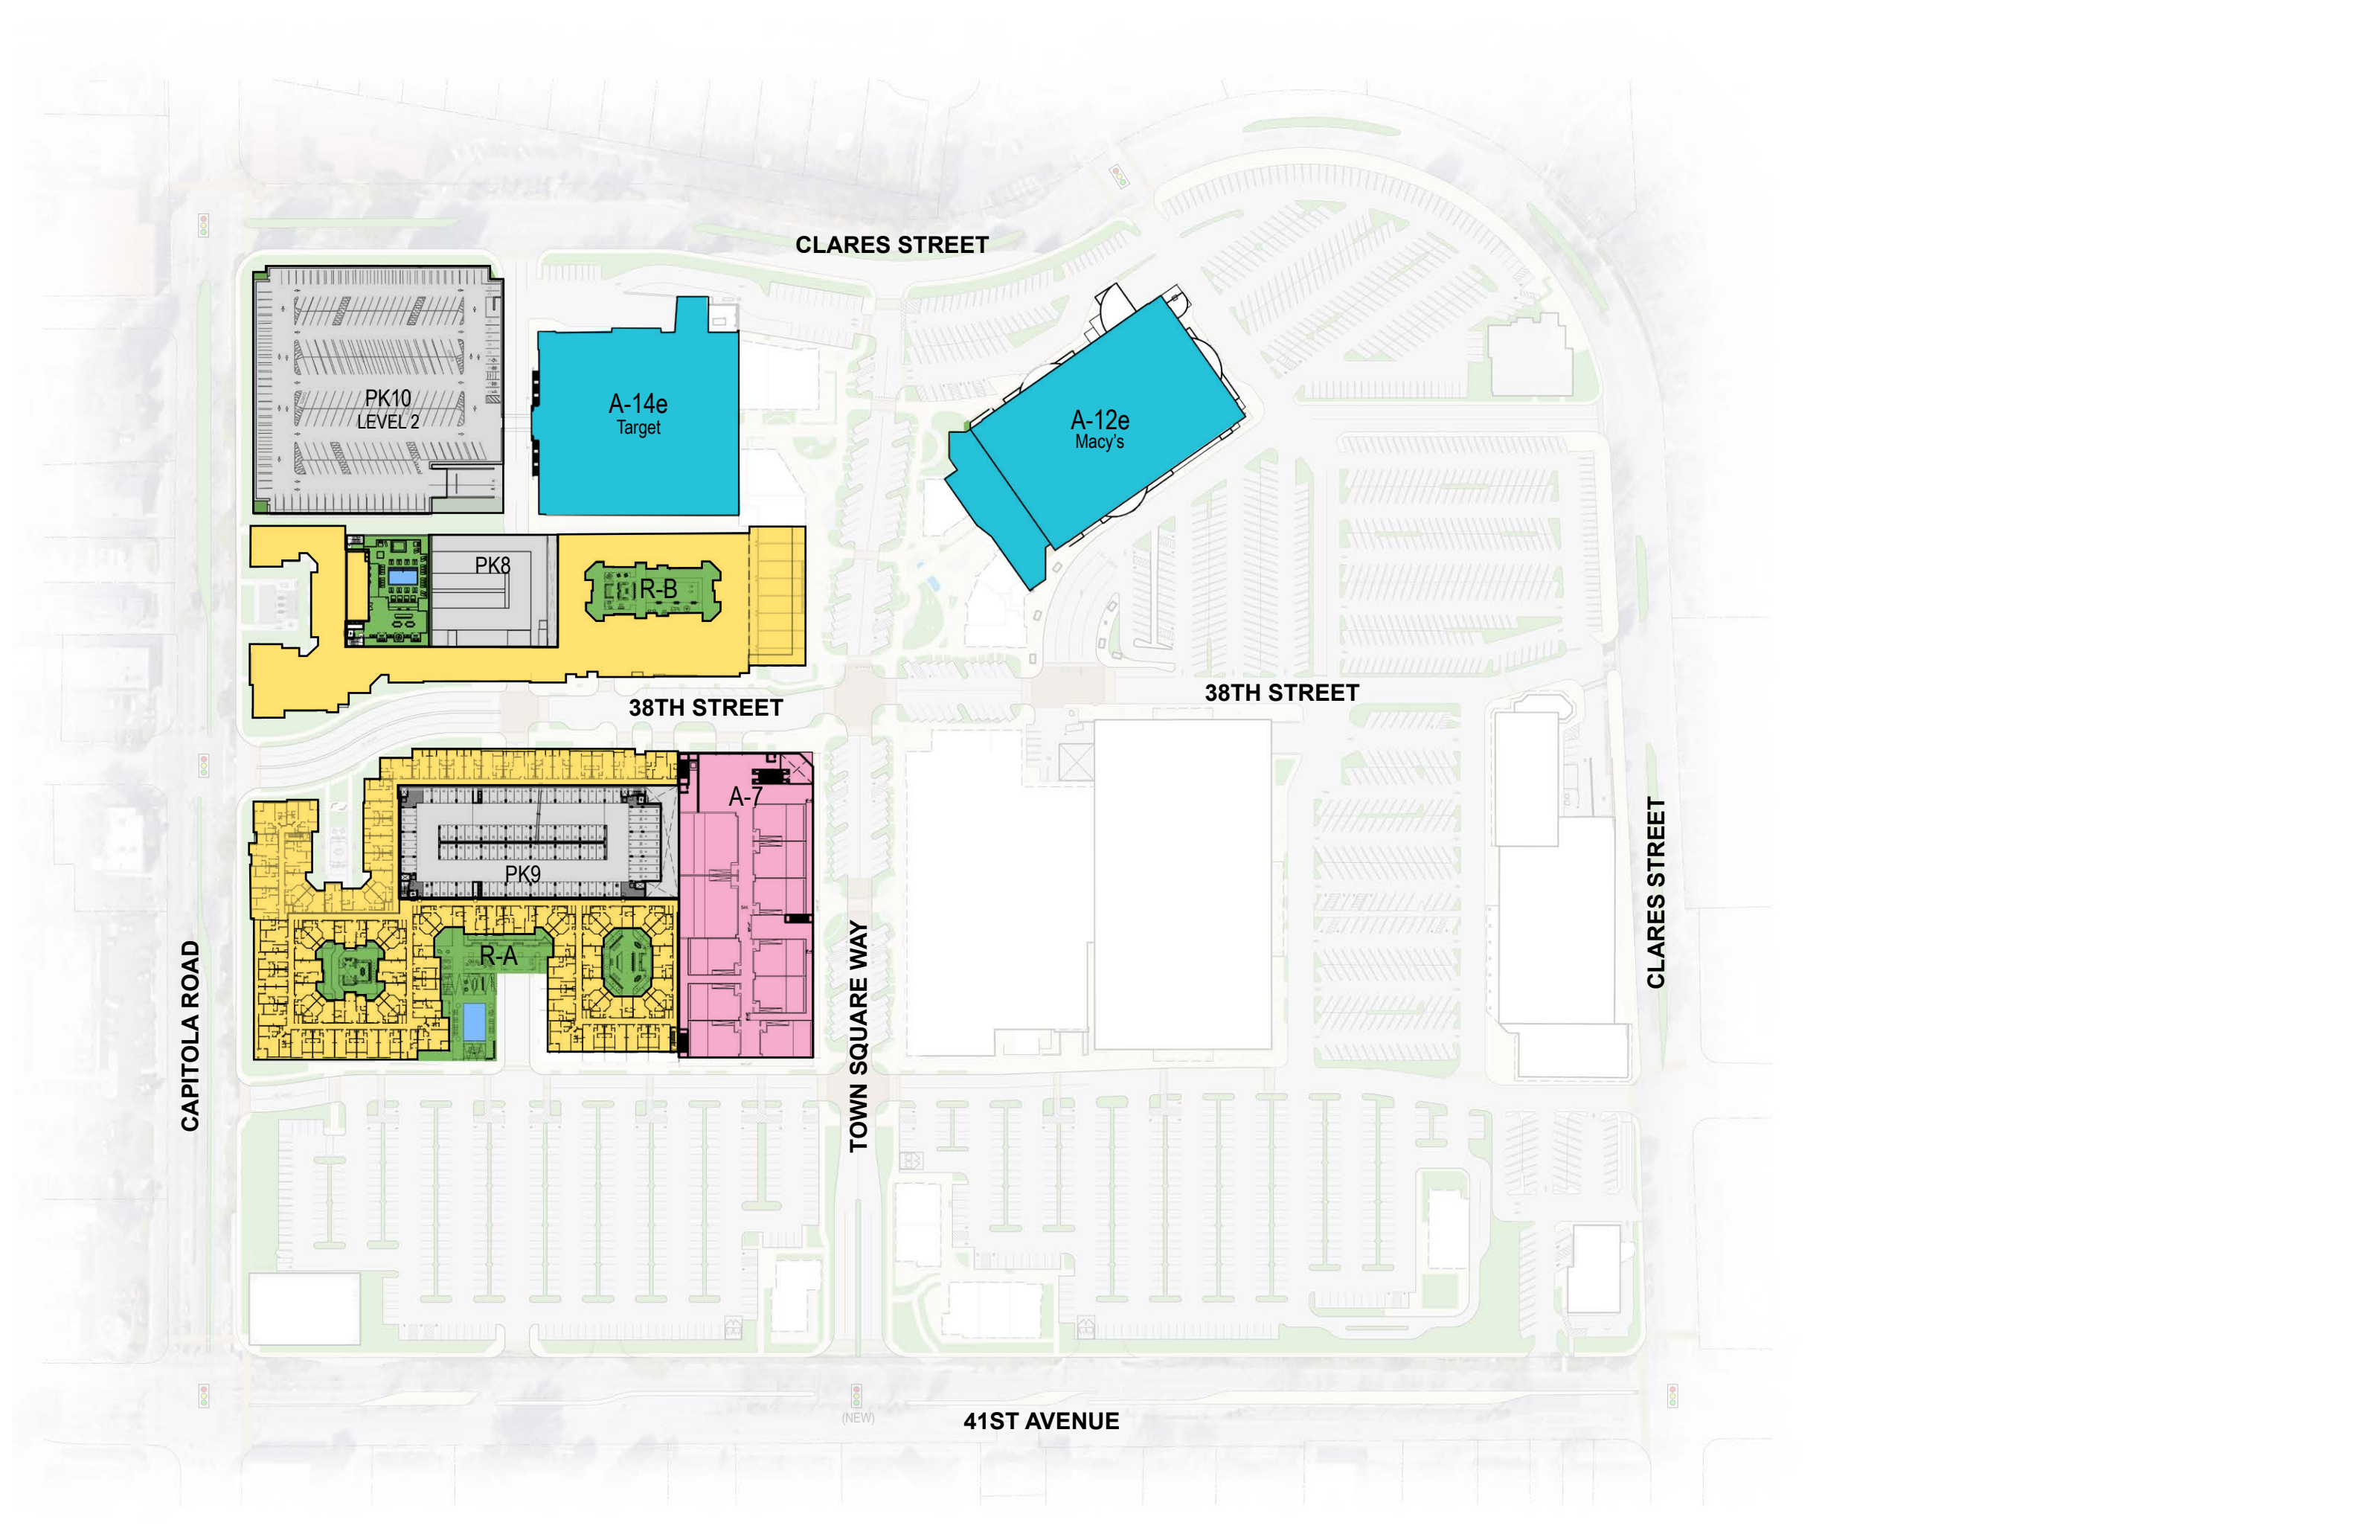 CLARES STREET
PK10
LEVEL 2
A-14e
Target
A-12e
Macy's
PK8
R-B
38TH STREET
38TH STREET
A-7
PK9
R-A
CAPITOLA ROAD
TOWN SQUARE WAY
CLARES STREET
(NEW)
41ST AVENUE